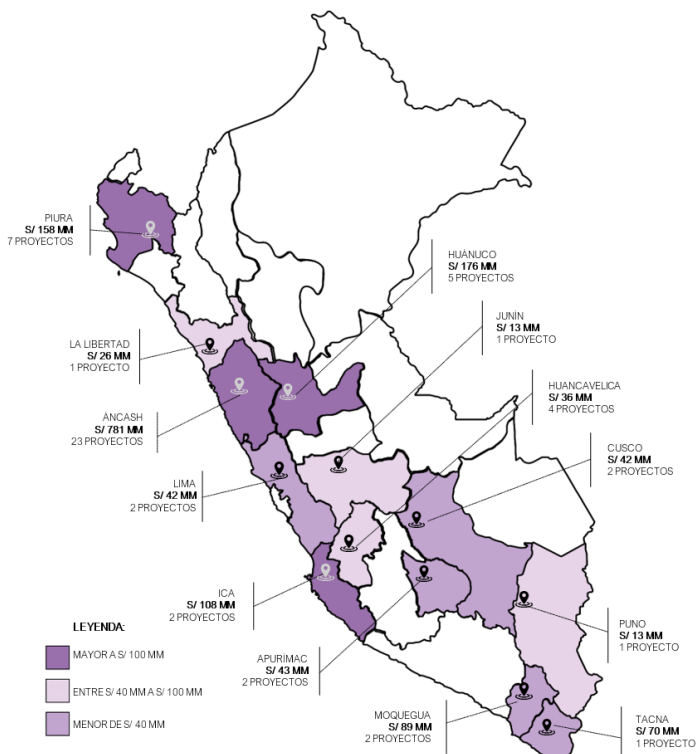 PIURA
S/ 158 MM
7 PROYECTOS
HUÁNUCO
S/ 176 MM
5 PROYECTOS
JUNÍN
S/ 13 MM
1 PROYECTO
LA LIBERTAD
S/ 26 MM
1 PROYECTO
HUANCAVELICA
S/ 36 MM
4 PROYECTOS
ÁNCASH
S/ 781 MM
23 PROYECTOS
CUSCO
S/ 42 MM
2 PROYECTOS
LIMA
S/ 42 MM
2 PROYECTOS
ICA
S/ 108 MM
2 PROYECTOS
PUNO
S/ 13 MM
1 PROYECTO
APURÍMAC
S/ 43 MM
2 PROYECTOS
MOQUEGUA
S/ 89 MM
2 PROYECTOS
TACNA
S/ 70 MM
1 PROYECTO
LEYENDA:
MAYOR A S/ 100 MM
ENTRE S/ 40 MM A S/ 100 MM
MENOR DE S/ 40 MM